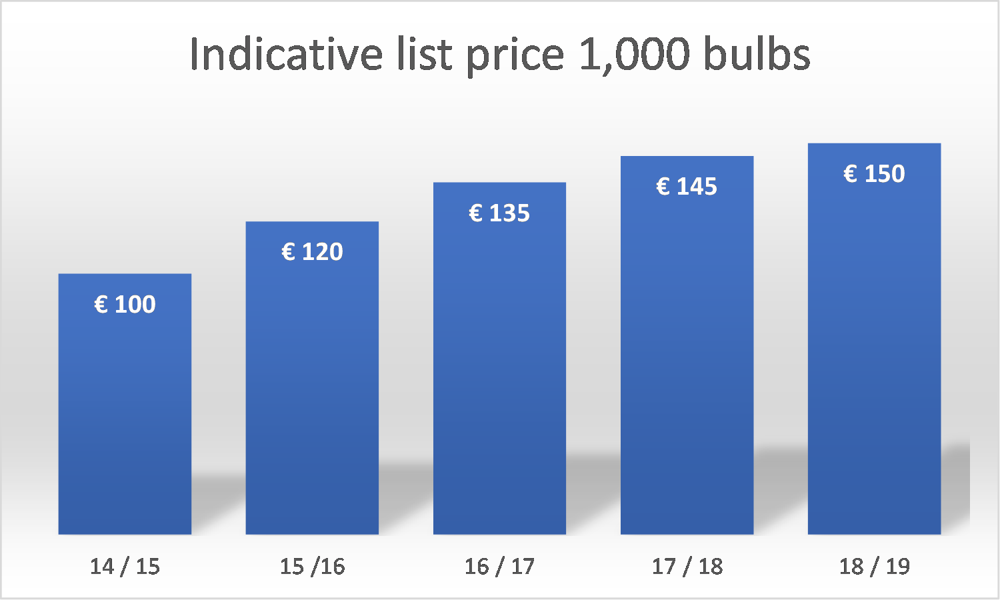 Indicative list price 1,000 bulbs
€ 100
€ 120
€ 135
€ 145
€ 150
14 / 15
15 /16
16 / 17
17 / 18
18 / 19